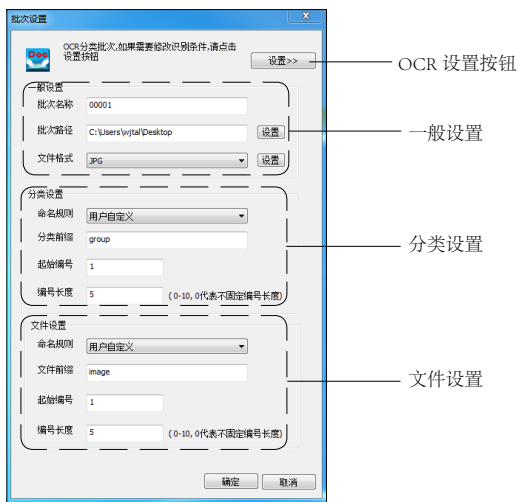 批次设置
x
Doc
OCR分类批次,如果需要修改识别条件,请点击
设置按钮
设置>>
OCR 设置按钮
一般设置
批次名称 00001
批次路径 C:\Users\wjtal\Desktop 设置
一般设置
文件格式 JPG 设置
分类设置
命名规则 用户自定义
分类前缀 group
分类设置
起始编号 1
编号长度 5 (0-10, 0代表不固定编号长度)
文件设置
命名规则 用户自定义
文件前缀 image
文件设置
起始编号 1
编号长度 5 (0-10, 0代表不固定编号长度)
确定 取消